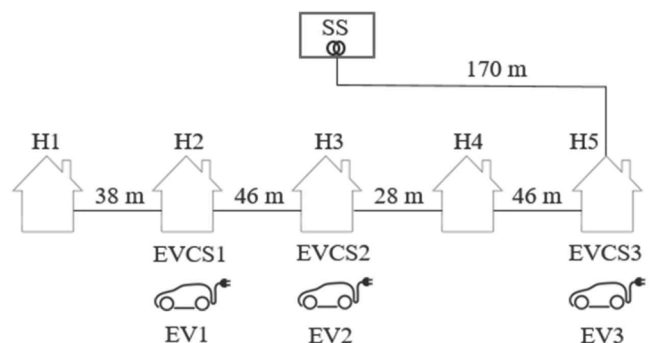 SS
170 m
H1 H2 H3 H4 H5
38 m 46 m 28 m 46 m
EVCS1 EVCS2 EVCS3
EV1 EV2 EV3